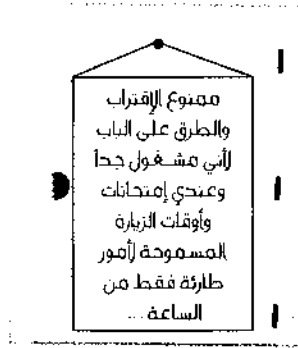 ممنوع الإقتراب
والطرق على الباب
لأني مشغول جداً
وعندي إمتحانات
وأوقات الزيارة
المسموحة لأمور
طارئة فقط من
الساعة ...